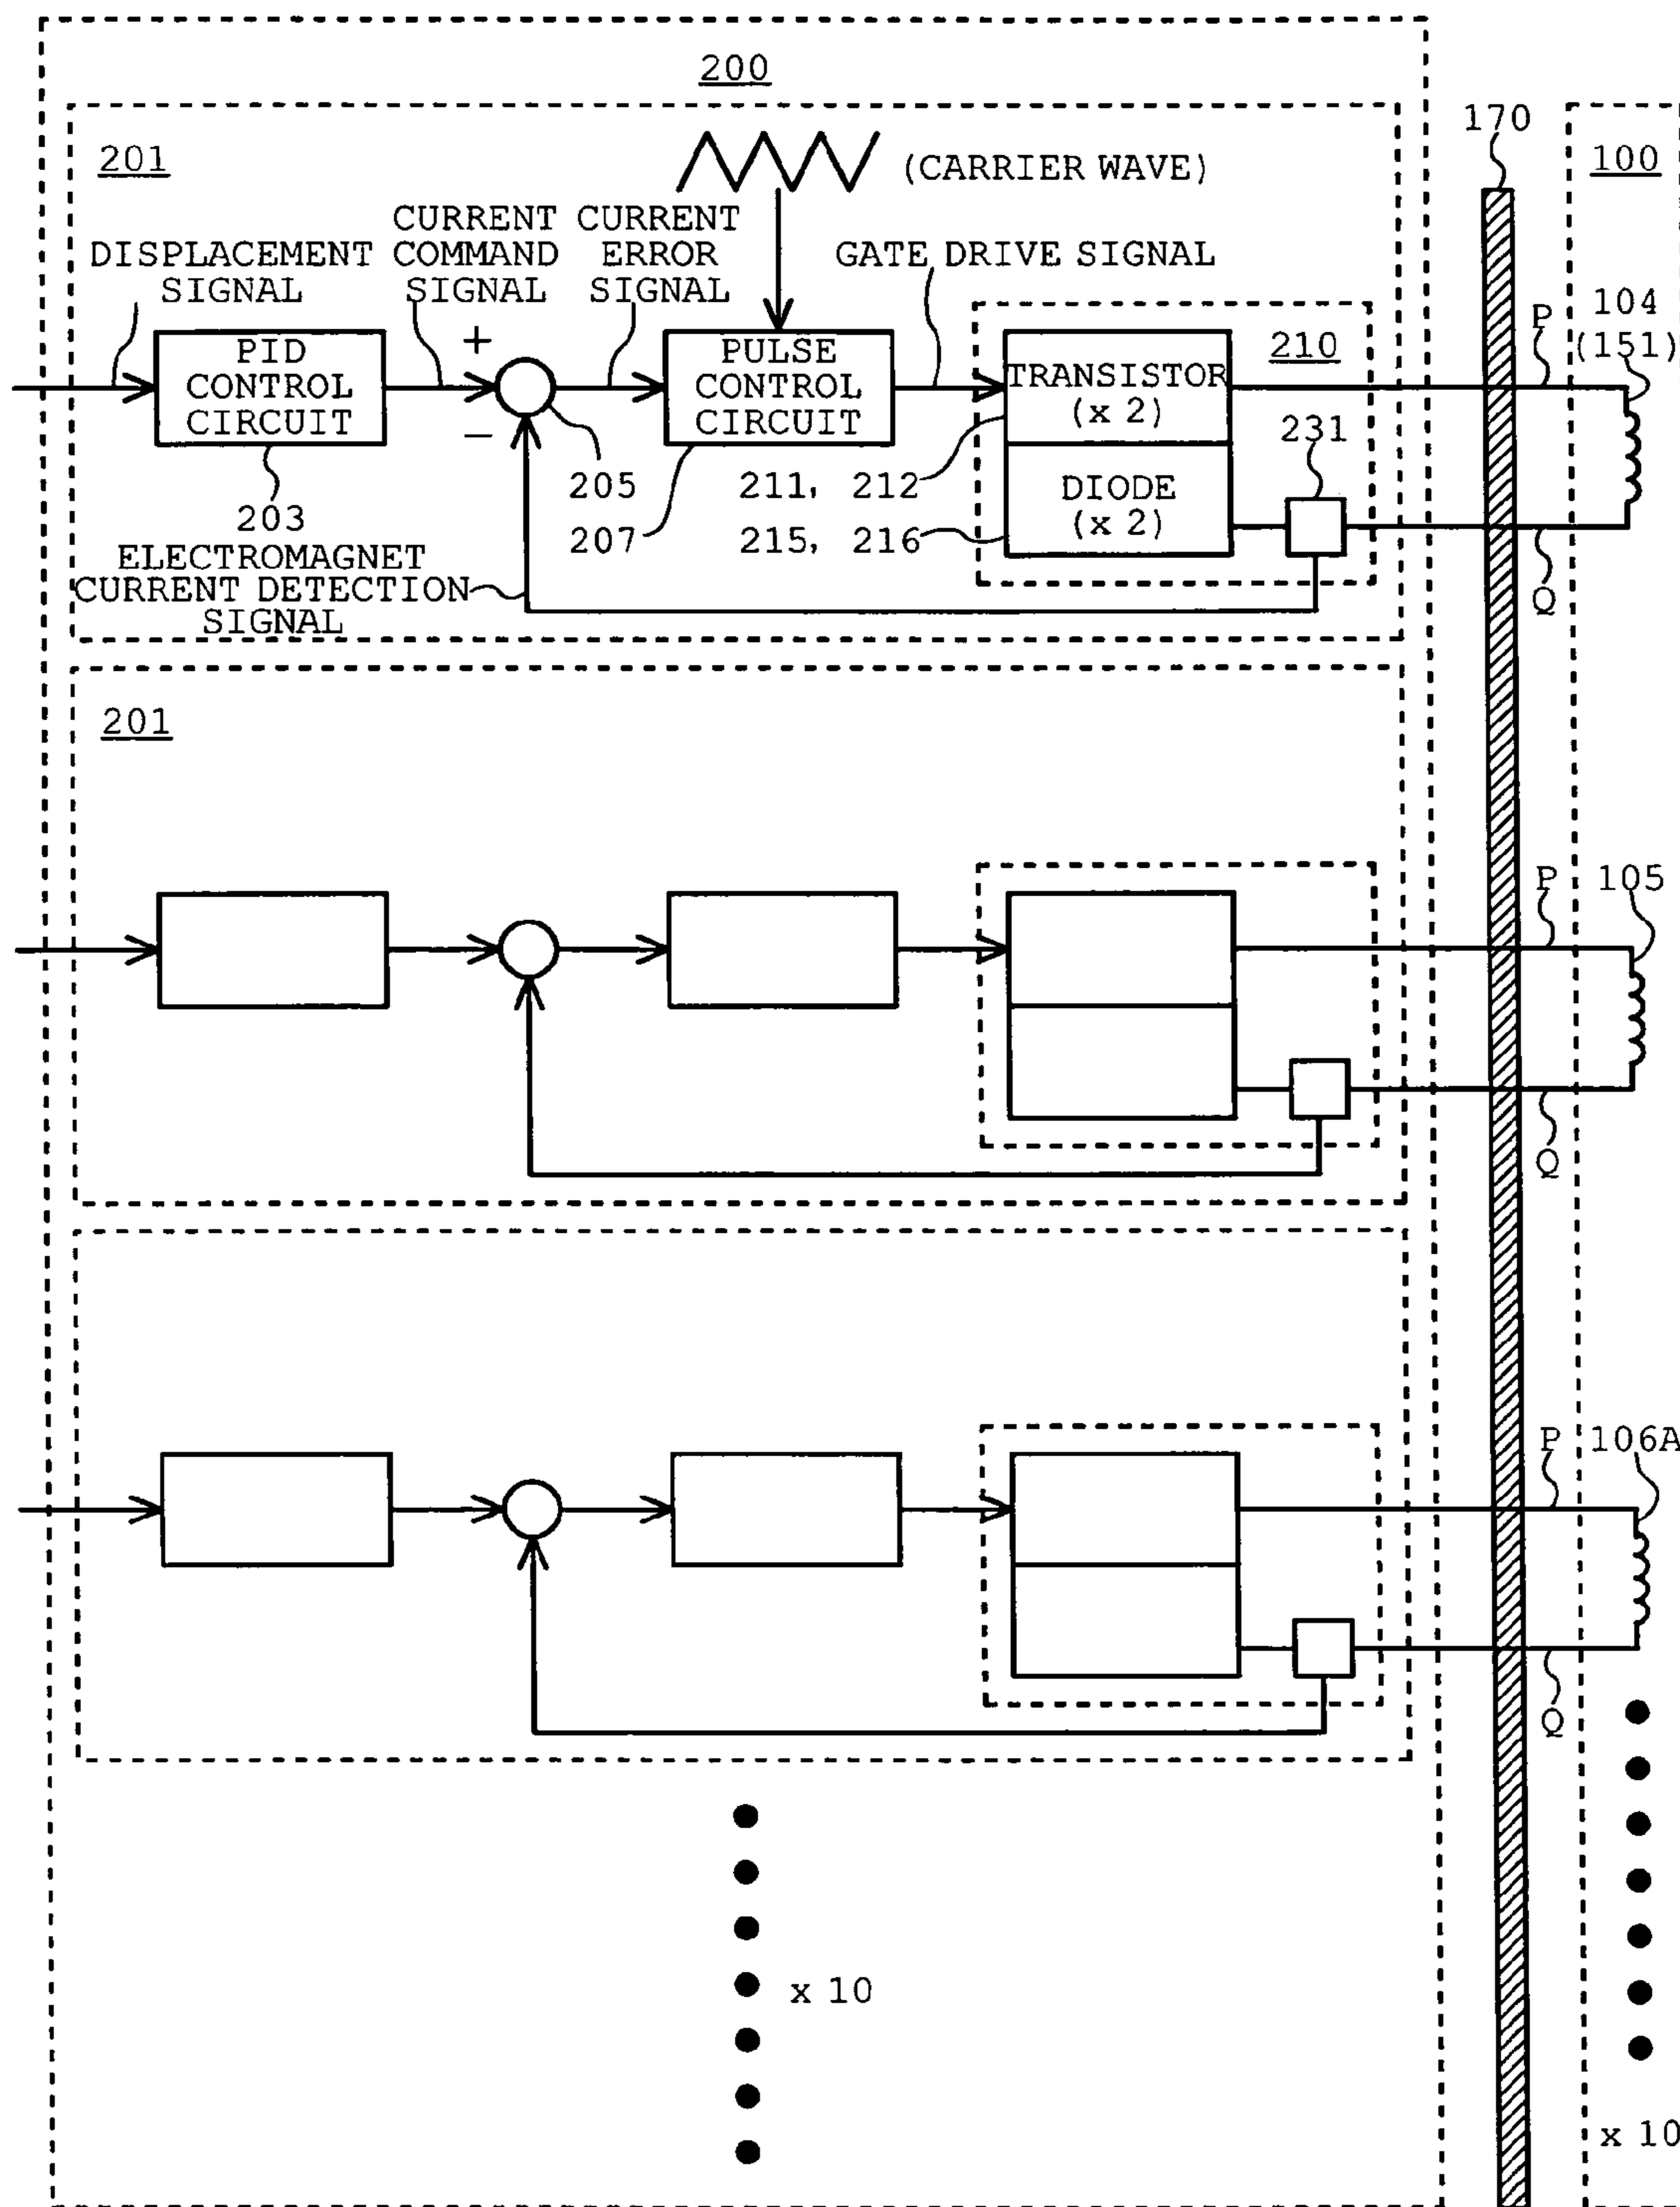 200
201
(CARRIER WAVE)
170
100
DISPLACEMENT
SIGNAL
CURRENT
COMMAND
SIGNAL
CURRENT
ERROR
SIGNAL
GATE DRIVE SIGNAL
P
104
(151)
+
−
PID
CONTROL
CIRCUIT
PULSE
CONTROL
CIRCUIT
TRANSISTOR
(x 2)
210
231
DIODE
(x 2)
203
205
207
211, 212
215, 216
ELECTROMAGNET
CURRENT DETECTION
SIGNAL
Q
201
P
105
Q
P
106A
Q
x 10
x 10